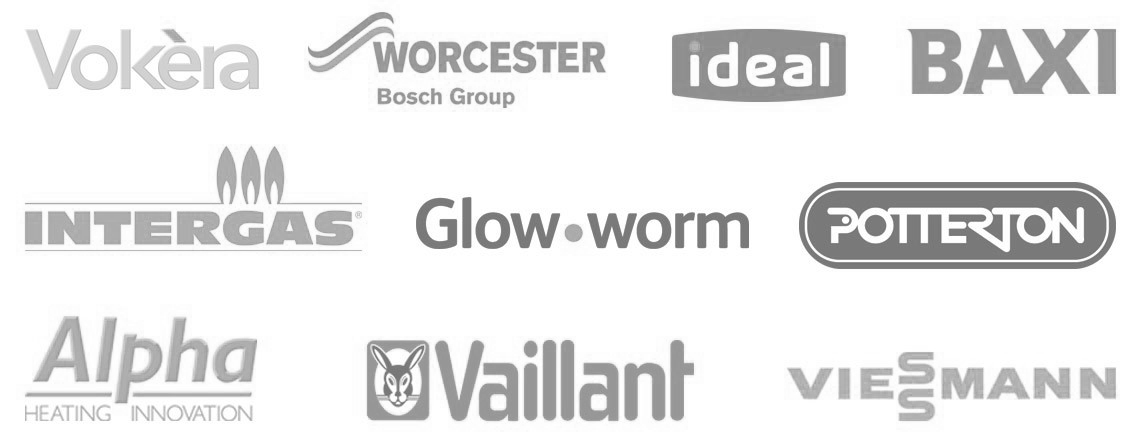 Vokèra
WORCESTER
Bosch Group
ideal
BAXI
INTERGAS®
Glow•worm
POTTERTON
Alpha
HEATING INNOVATION
Vaillant
VIESSMANN